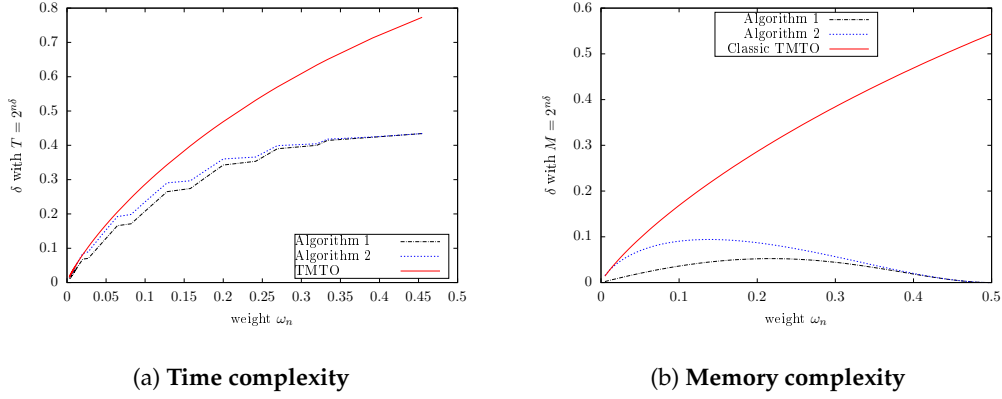 0.8
0.7
0.6
0.5
0.4
0.3
0.2
0.1
0
δ with T = 2^{nδ}
0 0.05 0.1 0.15 0.2 0.25 0.3 0.35 0.4 0.45 0.5
weight ω_n
Algorithm 1
Algorithm 2
TMTO
(a) Time complexity
0.6
0.5
0.4
0.3
0.2
0.1
0
δ with M = 2^{nδ}
0 0.1 0.2 0.3 0.4 0.5
weight ω_n
Algorithm 1
Algorithm 2
Classic TMTO
(b) Memory complexity